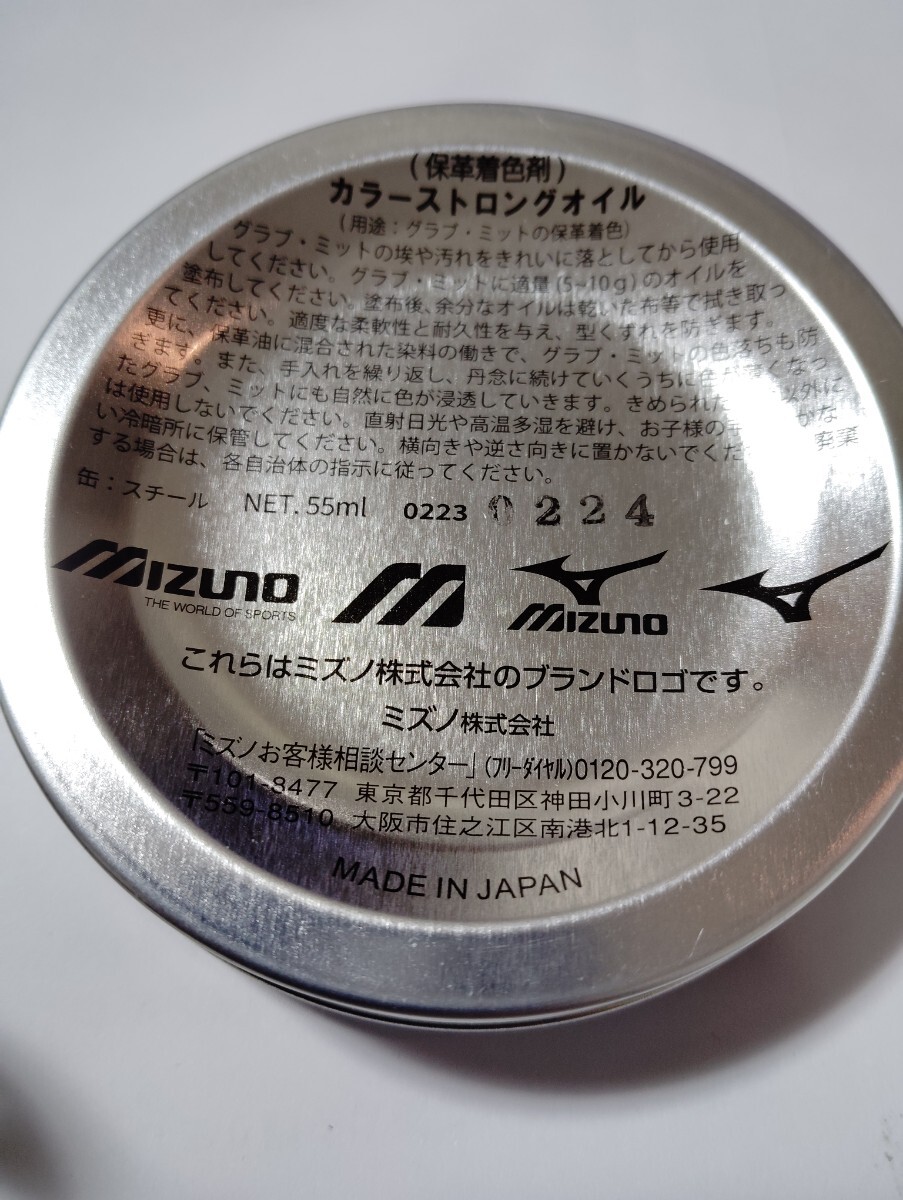 (保革着色剤)
カラーストロングオイル
(用途：グラブ・ミットの保革着色)
グラブ・ミットの埃や汚れをきれいに落としてから使用
してください。グラブ・ミットに適量(5~10g)のオイルを
塗布してください。塗布後、余分なオイルは乾いた布等で拭き取っ
てください。適度な柔軟性と耐久性を与え、型くずれを防ぎます。
更に、保革油に混合された染料の働きで、グラブ・ミットの色落ちも防
ぎます。また、手入れを繰り返し、丹念に続けていくうちに色が薄くなっ
たグラブ、ミットにも自然に色が浸透していきます。きめられた以外に
は使用しないでください。直射日光や高温多湿を避け、お子様の手かな
い冷暗所に保管してください。横向きや逆さ向きに置かないでくだ 廃棄
する場合は、各自治体の指示に従ってください。
缶：スチール NET. 55ml 0223 0224
MIZUNO
THE WORLD OF SPORTS
M
MIZUNO
これらはミズノ株式会社のブランドロゴです。
ミズノ株式会社
「ミズノお客様相談センター」(フリーダイヤル)0120-320-799
〒101-8477 東京都千代田区神田小川町3-22
〒559-8510 大阪市住之江区南港北1-12-35
MADE IN JAPAN